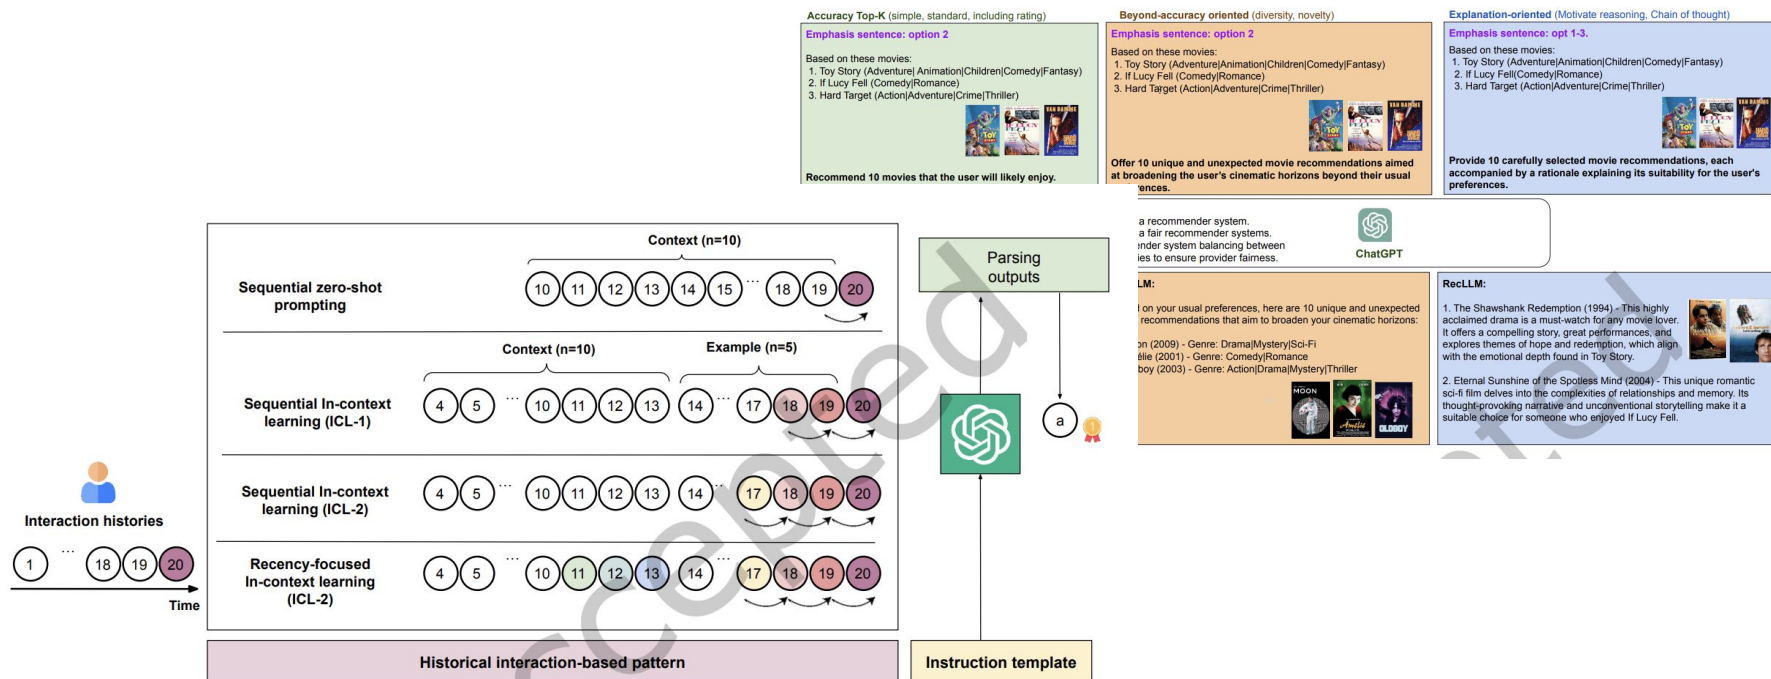 Accuracy Top-K (simple, standard, including rating)
Emphasis sentence: option 2
Based on these movies:
1. Toy Story (Adventure| Animation|Children|Comedy|Fantasy)
2. If Lucy Fell (Comedy|Romance)
3. Hard Target (Action|Adventure|Crime|Thriller)
Recommend 10 movies that the user will likely enjoy.
Beyond-accuracy oriented (diversity, novelty)
Emphasis sentence: option 2
Based on these movies:
1. Toy Story (Adventure|Animation|Children|Comedy|Fantasy)
2. If Lucy Fell (Comedy|Romance)
3. Hard Target (Action|Adventure|Crime|Thriller)
Offer 10 unique and unexpected movie recommendations aimed
at broadening the user's cinematic horizons beyond their usual
Explanation-oriented (Motivate reasoning, Chain of thought)
Emphasis sentence: opt 1-3.
Based on these movies:
1. Toy Story (Adventure|Animation|Children|Comedy|Fantasy)
2. If Lucy Fell(Comedy|Romance)
3. Hard Target (Action|Adventure|Crime|Thriller)
Provide 10 carefully selected movie recommendations, each
accompanied by a rationale explaining its suitability for the user's
preferences.
a recommender system.
a fair recommender systems.
system balancing between
to ensure provider fairness.
ChatGPT
LM:
on your usual preferences, here are 10 unique and unexpected
recommendations that aim to broaden your cinematic horizons:
(2009) - Genre: Drama|Mystery|Sci-Fi
(2001) - Genre: Comedy|Romance
(2003) - Genre: Action|Drama|Mystery|Thriller
MOON
Amélie
OLDBOY
RecLLM:
1. The Shawshank Redemption (1994) - This highly
acclaimed drama is a must-watch for any movie lover.
It offers a compelling story, great performances, and
explores themes of hope and redemption, which align
with the emotional depth found in Toy Story.
2. Eternal Sunshine of the Spotless Mind (2004) - This unique romantic
sci-fi film delves into the complexities of relationships and memory. Its
thought-provoking narrative and unconventional storytelling make it a
suitable choice for someone who enjoyed If Lucy Fell.
Interaction histories
1 ... 18 19 20
Time
Context (n=10)
Sequential zero-shot
prompting
10 11 12 13 14 15 ... 18 19 20
Context (n=10)
Example (n=5)
Sequential In-context
learning (ICL-1)
4 5 ... 10 11 12 13 14 ... 17 18 19 20
Sequential In-context
learning (ICL-2)
4 5 ... 10 11 12 13 14 ... 17 18 19 20
Recency-focused
In-context learning
(ICL-2)
4 5 ... 10 11 12 13 14 ... 17 18 19 20
Historical interaction-based pattern
Parsing
outputs
a
1
Instruction template
ccepted
pted